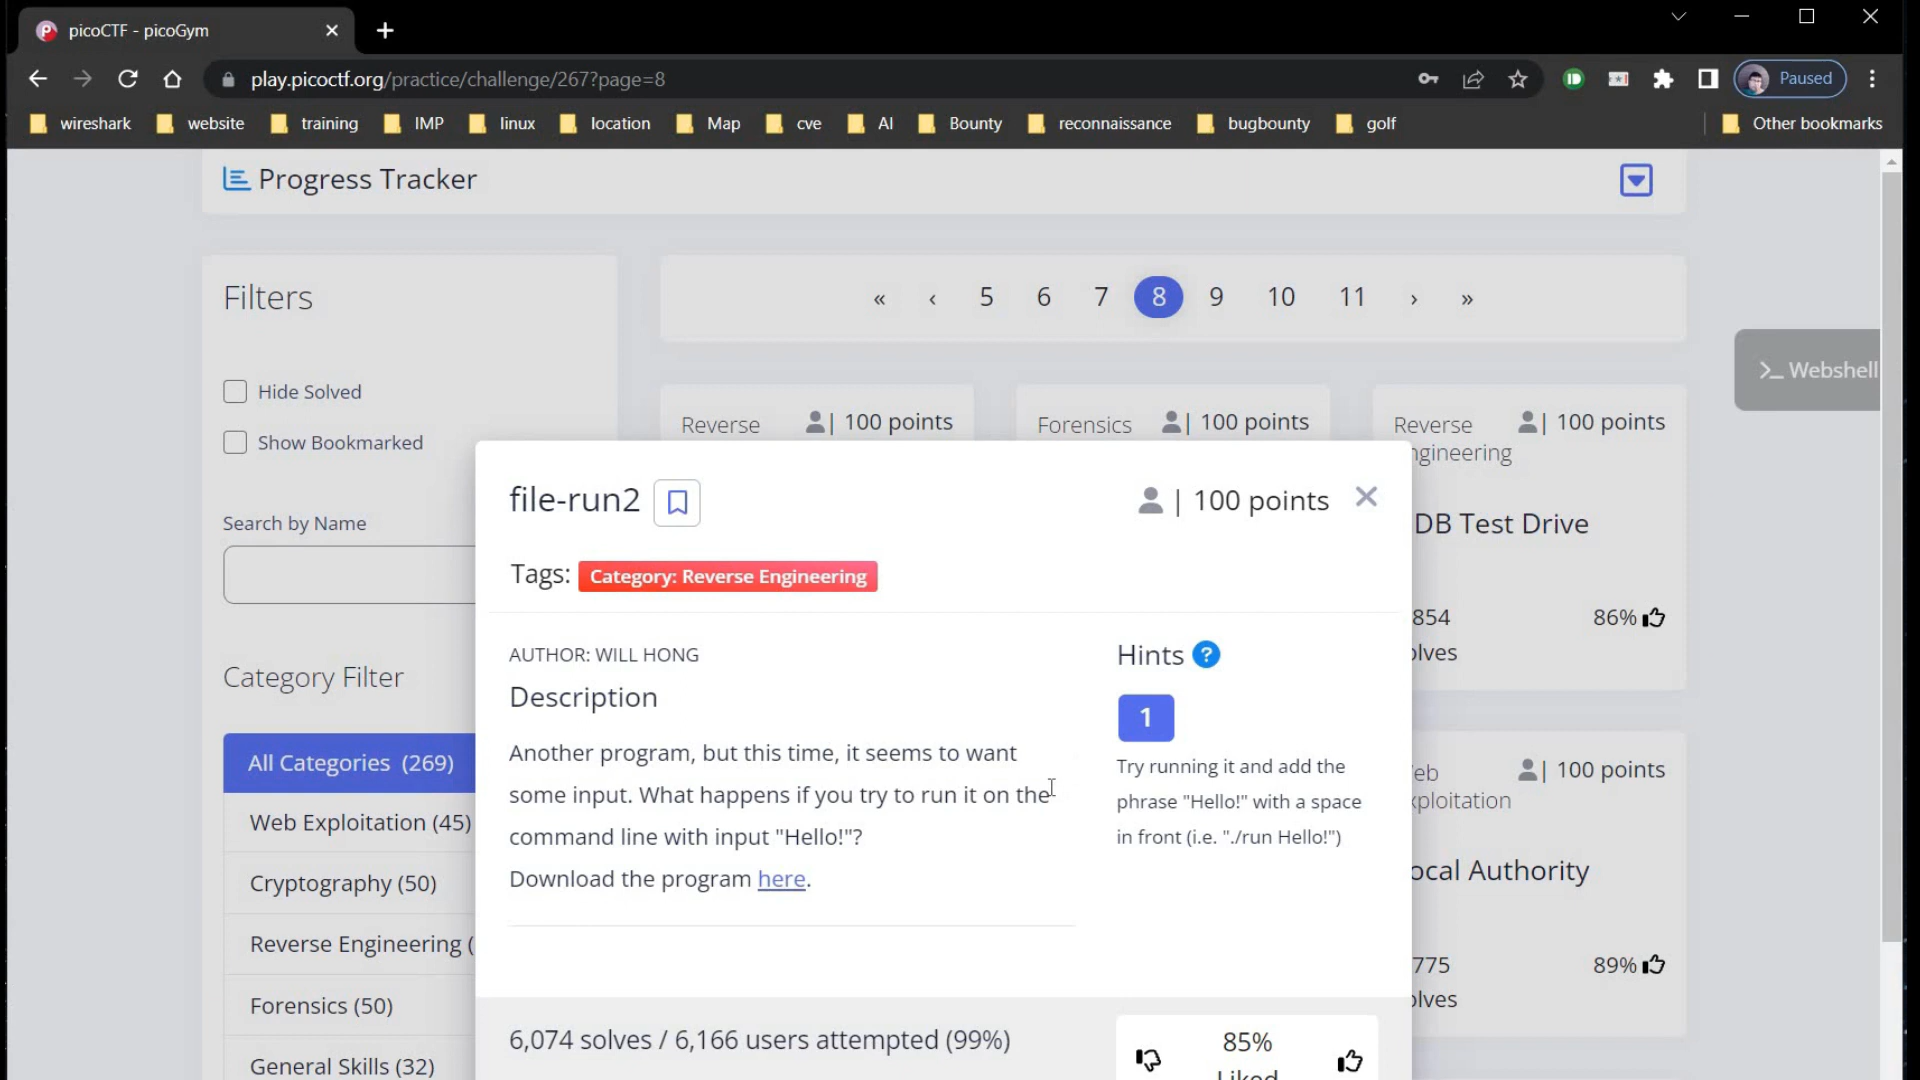 picoCTF - picoGym
play.picoctf.org/practice/challenge/267?page=8
Paused
wireshark website training IMP linux location Map cve AI Bounty reconnaissance bugbounty golf Other bookmarks
Progress Tracker
Filters
« ‹ 5 6 7 8 9 10 11 › »
Hide Solved
Show Bookmarked
>_ Webshell
Reverse | 100 points
Forensics | 100 points
Reverse | 100 points
ngineering
Search by Name
file-run2
| 100 points
DB Test Drive
Tags: Category: Reverse Engineering
854
86%
olves
AUTHOR: WILL HONG
Hints ?
Category Filter
Description
1
All Categories (269)
Another program, but this time, it seems to want
some input. What happens if you try to run it on the
command line with input "Hello!"?
Download the program here.
Try running it and add the
phrase "Hello!" with a space
in front (i.e. "./run Hello!")
eb | 100 points
xploitation
Web Exploitation (45)
ocal Authority
Cryptography (50)
Reverse Engineering (
775
89%
olves
Forensics (50)
6,074 solves / 6,166 users attempted (99%)
85%
Liked
General Skills (32)